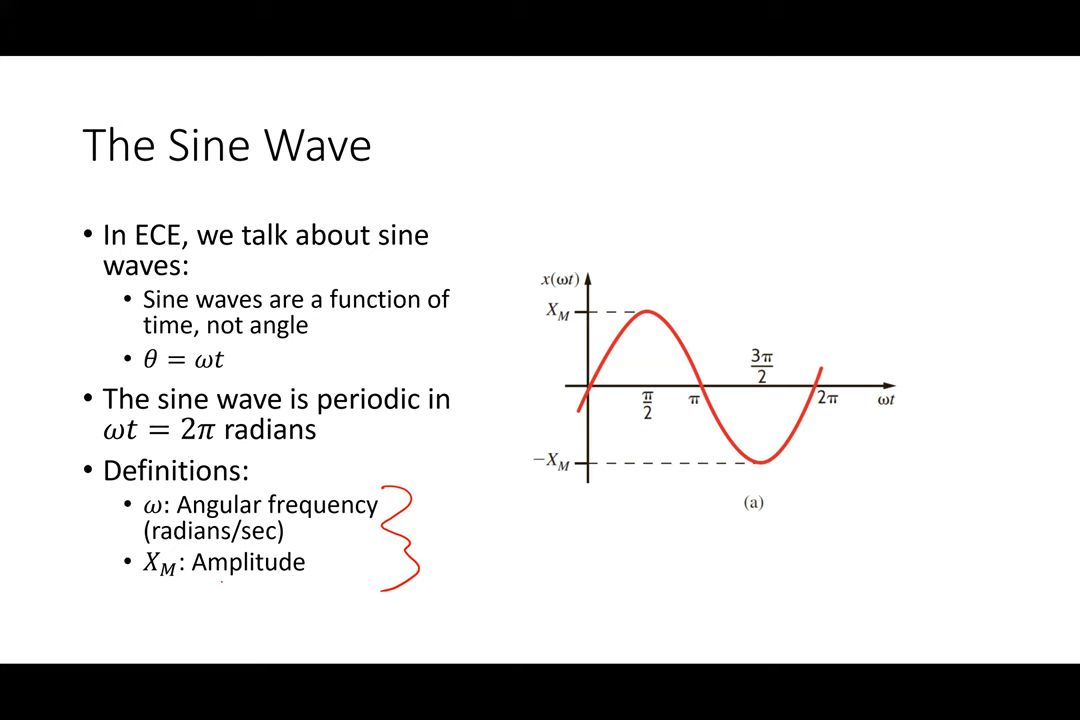 The Sine Wave
• In ECE, we talk about sine
waves:
• Sine waves are a function of
time, not angle
• θ = ωt
• The sine wave is periodic in
ωt = 2π radians
• Definitions:
• ω: Angular frequency
(radians/sec)
• X_M: Amplitude
x(ωt)
X_M
3π/2
π/2
π
2π
ωt
−X_M
(a)